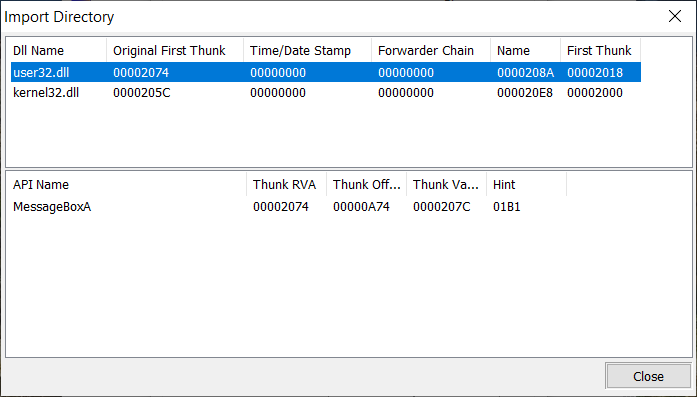 Import Directory
Dll Name Original First Thunk Time/Date Stamp Forwarder Chain Name First Thunk
user32.dll 00002074 00000000 00000000 0000208A 00002018
kernel32.dll 0000205C 00000000 00000000 000020E8 00002000
API Name Thunk RVA Thunk Off... Thunk Va... Hint
MessageBoxA 00002074 00000A74 0000207C 01B1
Close